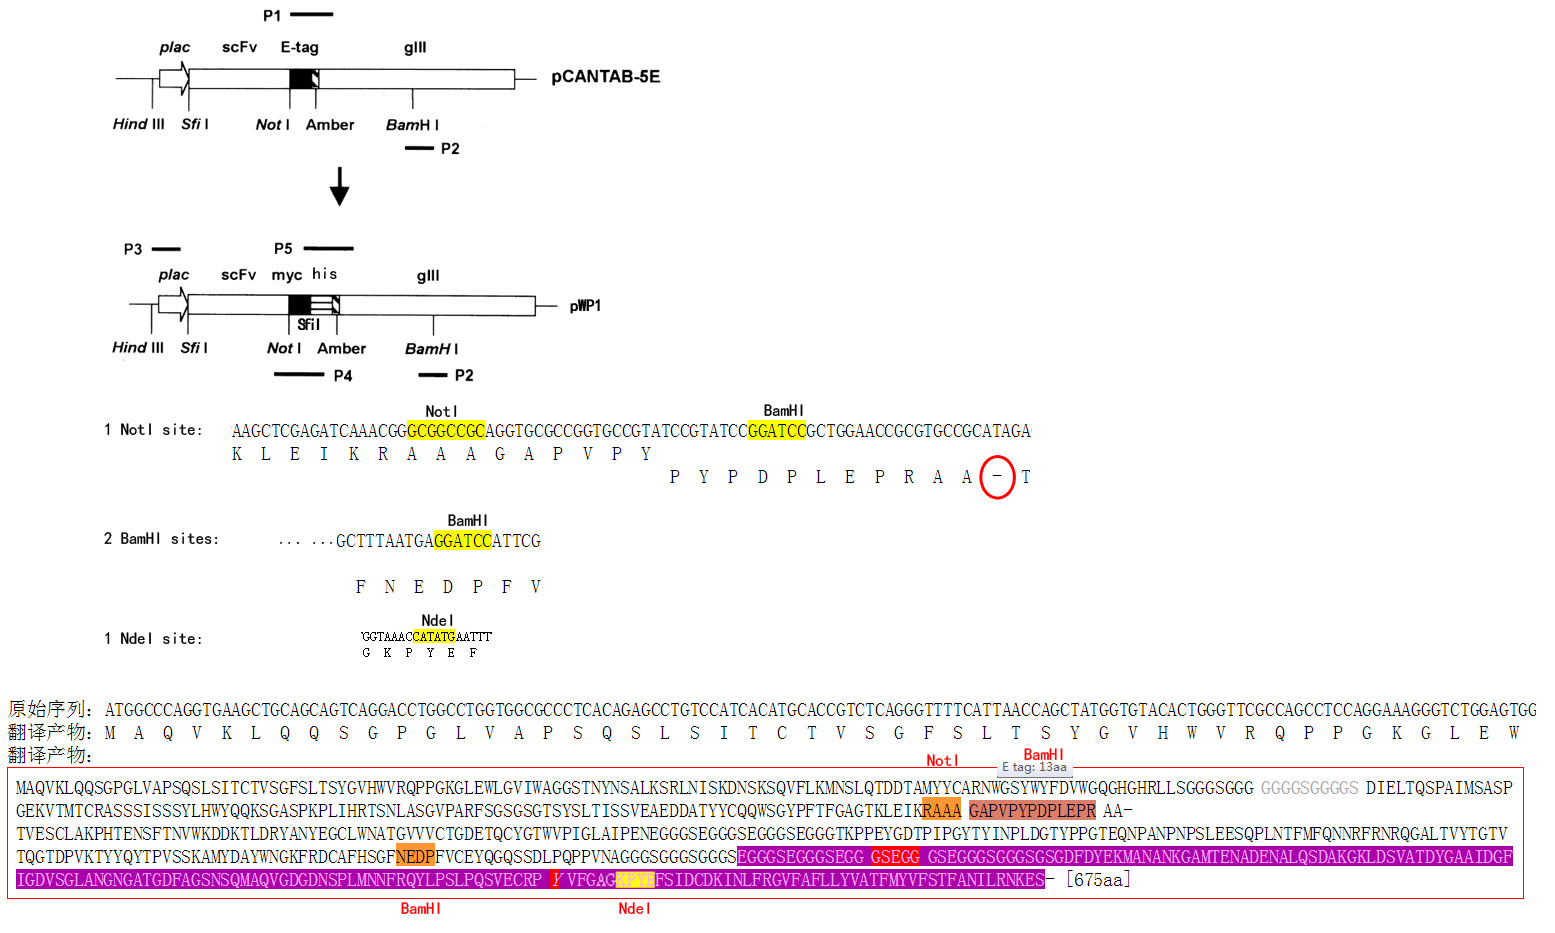 P1
plac scFv E-tag gIII
pCANTAB-5E
Hind III Sfi I Not I Amber BamH I
P2
P3 P5
plac scFv myc his gIII
pWP1
SfiI
Hind III Sfi I Not I Amber BamH I
P4 P2
NotI BamHI
1 NotI site: AAGCTCGAGATCAAACGGGCGGCCGCAGGTGCGCCGGTGCCGTATCCGTATCCGGATCCGCTGGAACCGCGTGCCGCATAGA
K L E I K R A A A G A P V P Y
P Y P D P L E P R A A - T
BamHI
2 BamHI sites: ... ...GCTTTAATGAGGATCCATTCG
F N E D P F V
NdeI
1 NdeI site: GGTAAACCATATGAATTT
G K P Y E F
原始序列: ATGGCCCAGGTGAAGCTGCAGCAGTCAGGACCTGGCCTGGTGGCGCCCTCACAGAGCCTGTCCATCACATGCACCGTCTCAGGGTTTTCATTAACCAGCTATGGTGTACACTGGGTTCGCCAGCCTCCAGGAAAGGGTCTGGAGTGG
翻译产物: M A Q V K L Q Q S G P G L V A P S Q S L S I T C T V S G F S L T S Y G V H W V R Q P P G K G L E W
翻译产物:
NotI BamHI
E tag: 13aa
MAQVKLQQSGPGLVAPSQSLSITCTVSGFSLTSYGVHWVRQPPGKGLEWLGVIWAGGSTNYNSALKSRLNISKDNSKSQVFLKMNSLQTDDTAMYYCARNWGSYWYFDVWGQGHGHRLLSGGGSGGG GGGGSGGGGS DIELTQSPAIMSASP
GEKVTMTCRASSSISSSYLHWYQQKSGASPKPLIHRTSNLASGVPARFSGSGSGTSYSLTISSVEAEDDATYYCQQWSGYPFTFGAGTKLEIKRAAA GAPVPYPDPLEPR AA-
TVESCLAKPHTENSFTNVWKDDKTLDRYANYEGCLWNATGVVVCTGDETQCYGTWVPIGLAIPENEGGGSEGGGSEGGGSEGGGTKPPEYGDTPIPGYTYINPLDGTYPPGTEQNPANPNPSLEESQPLNTFMFQNNRFRNRQGALTVYTGTV
TQGTDPVKTYYQYTPVSSKAMYDAYWNGKFRDCAFHSGFNEDPFVCEYQGQSSDLPQPPVNAGGGSGGGSGGGSEGGGSEGGGSEGG GSEGG GSEGGGSGGGSGSGDFDYEKMANANKGAMTENADENALQSDAKGKLDSVATDYGAAIDGF
IGDVSGLANGNGATGDFAGSNSQMAQVGDGDNSPLMNNFRQYLPSLPQSVECRP Y VFGAGKPYEFSIDCDKINLFRGVFAFLLYVATFMYVFSTFANILRNKES- [675aa]
BamHI NdeI